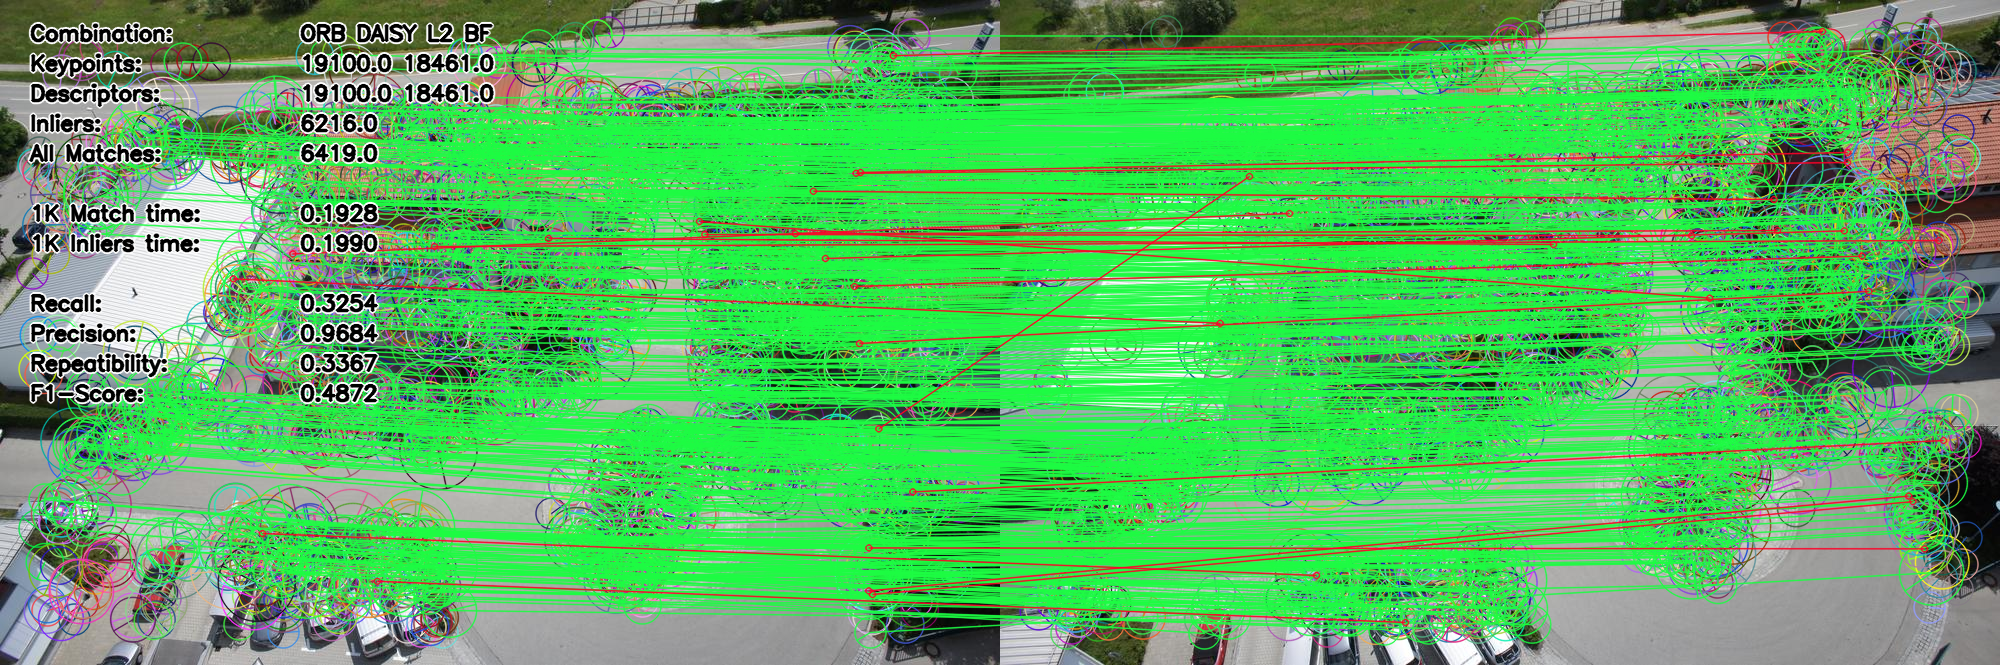 Combination: ORB DAISY L2 BF
Keypoints: 19100.0 18461.0
Descriptors: 19100.0 18461.0
Inliers: 6216.0
All Matches: 6419.0
1K Match time: 0.1928
1K Inliers time: 0.1990
Recall: 0.3254
Precision: 0.9684
Repeatibility: 0.3367
F1-Score: 0.4872